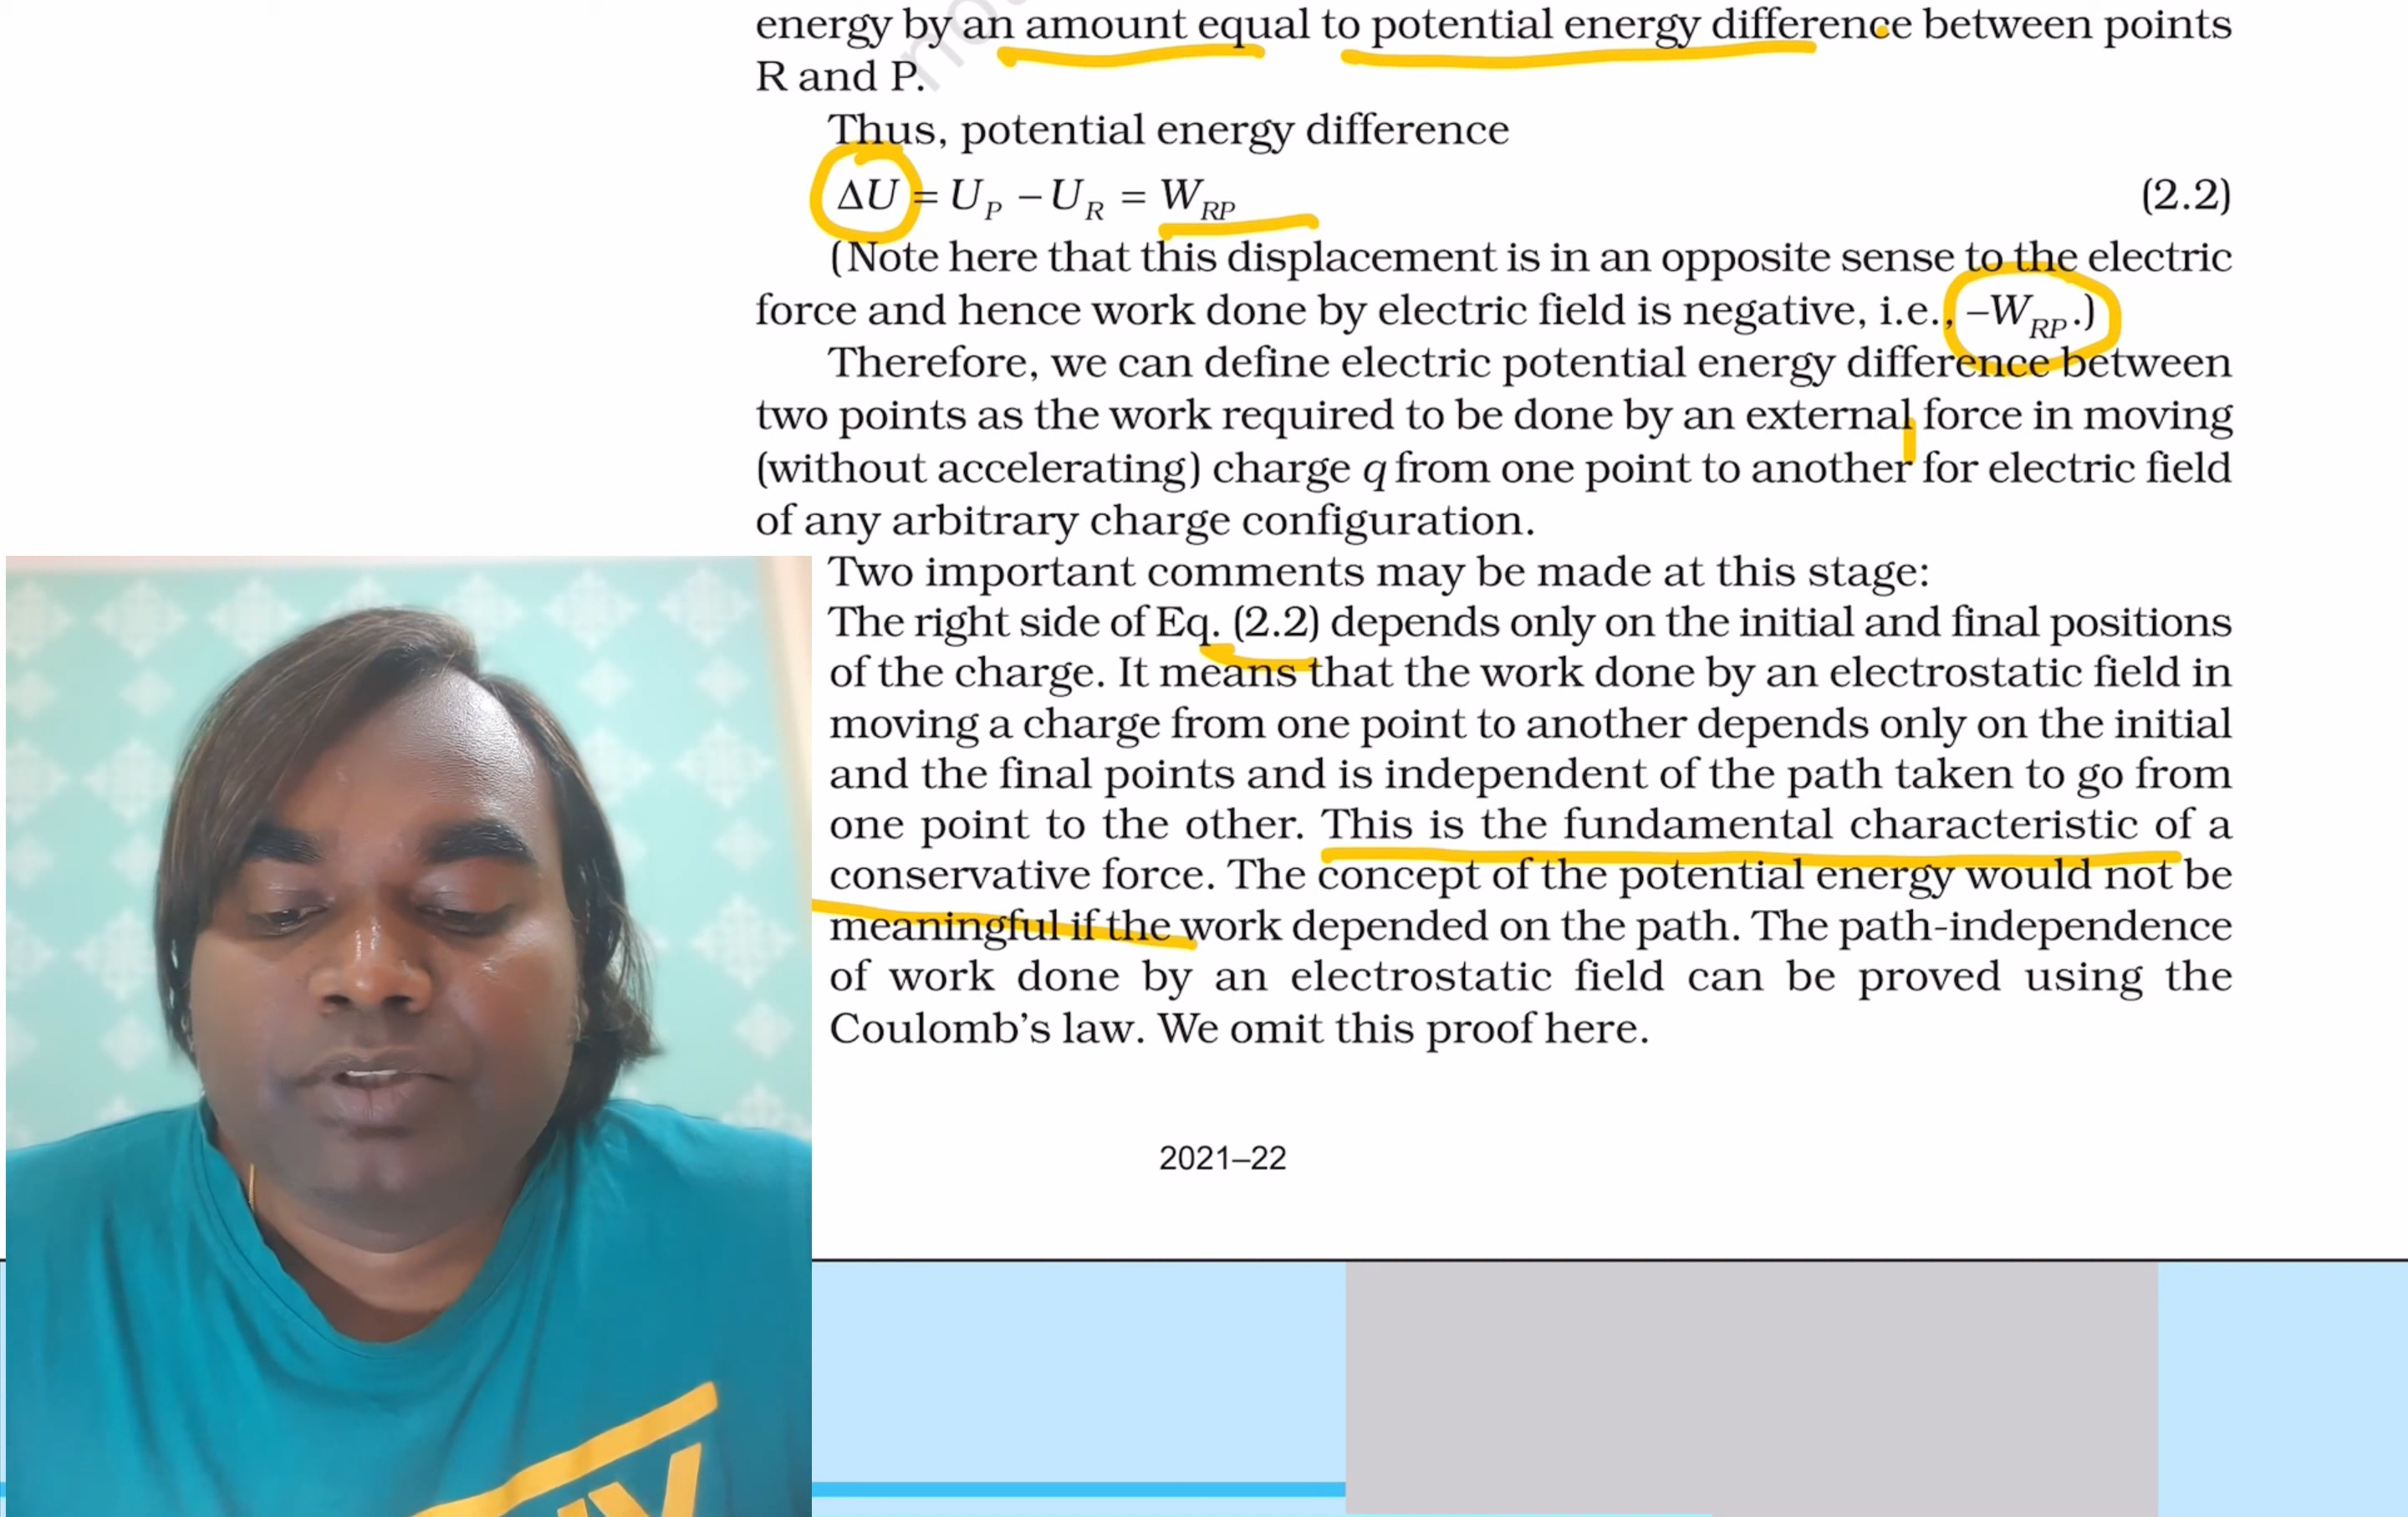 energy by an amount equal to potential energy difference between points
R and P.
Thus, potential energy difference
ΔU = U_P – U_R = W_RP (2.2)
(Note here that this displacement is in an opposite sense to the electric
force and hence work done by electric field is negative, i.e., –W_RP.)
Therefore, we can define electric potential energy difference between
two points as the work required to be done by an external force in moving
(without accelerating) charge q from one point to another for electric field
of any arbitrary charge configuration.
Two important comments may be made at this stage:
The right side of Eq. (2.2) depends only on the initial and final positions
of the charge. It means that the work done by an electrostatic field in
moving a charge from one point to another depends only on the initial
and the final points and is independent of the path taken to go from
one point to the other. This is the fundamental characteristic of a
conservative force. The concept of the potential energy would not be
meaningful if the work depended on the path. The path-independence
of work done by an electrostatic field can be proved using the
Coulomb’s law. We omit this proof here.
2021–22